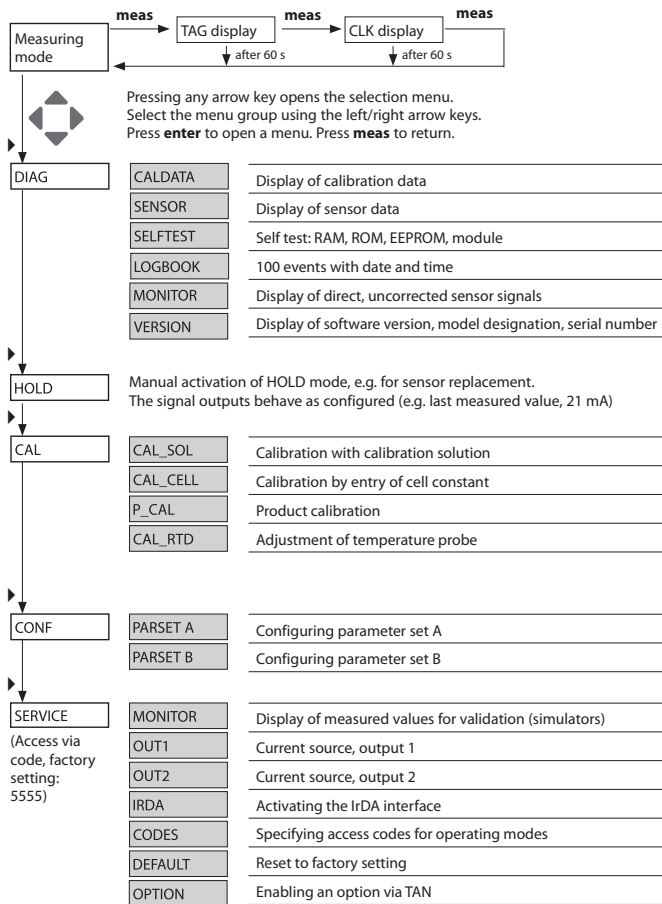 meas meas meas
Measuring mode
TAG display
CLK display
after 60 s after 60 s
Pressing any arrow key opens the selection menu.
Select the menu group using the left/right arrow keys.
Press enter to open a menu. Press meas to return.
DIAG
CALDATA Display of calibration data
SENSOR Display of sensor data
SELFTEST Self test: RAM, ROM, EEPROM, module
LOGBOOK 100 events with date and time
MONITOR Display of direct, uncorrected sensor signals
VERSION Display of software version, model designation, serial number
HOLD
Manual activation of HOLD mode, e.g. for sensor replacement.
The signal outputs behave as configured (e.g. last measured value, 21 mA)
CAL
CAL_SOL Calibration with calibration solution
CAL_CELL Calibration by entry of cell constant
P_CAL Product calibration
CAL_RTD Adjustment of temperature probe
CONF
PARSET A Configuring parameter set A
PARSET B Configuring parameter set B
SERVICE
(Access via
code, factory
setting:
5555)
MONITOR Display of measured values for validation (simulators)
OUT1 Current source, output 1
OUT2 Current source, output 2
IRDA Activating the IrDA interface
CODES Specifying access codes for operating modes
DEFAULT Reset to factory setting
OPTION Enabling an option via TAN